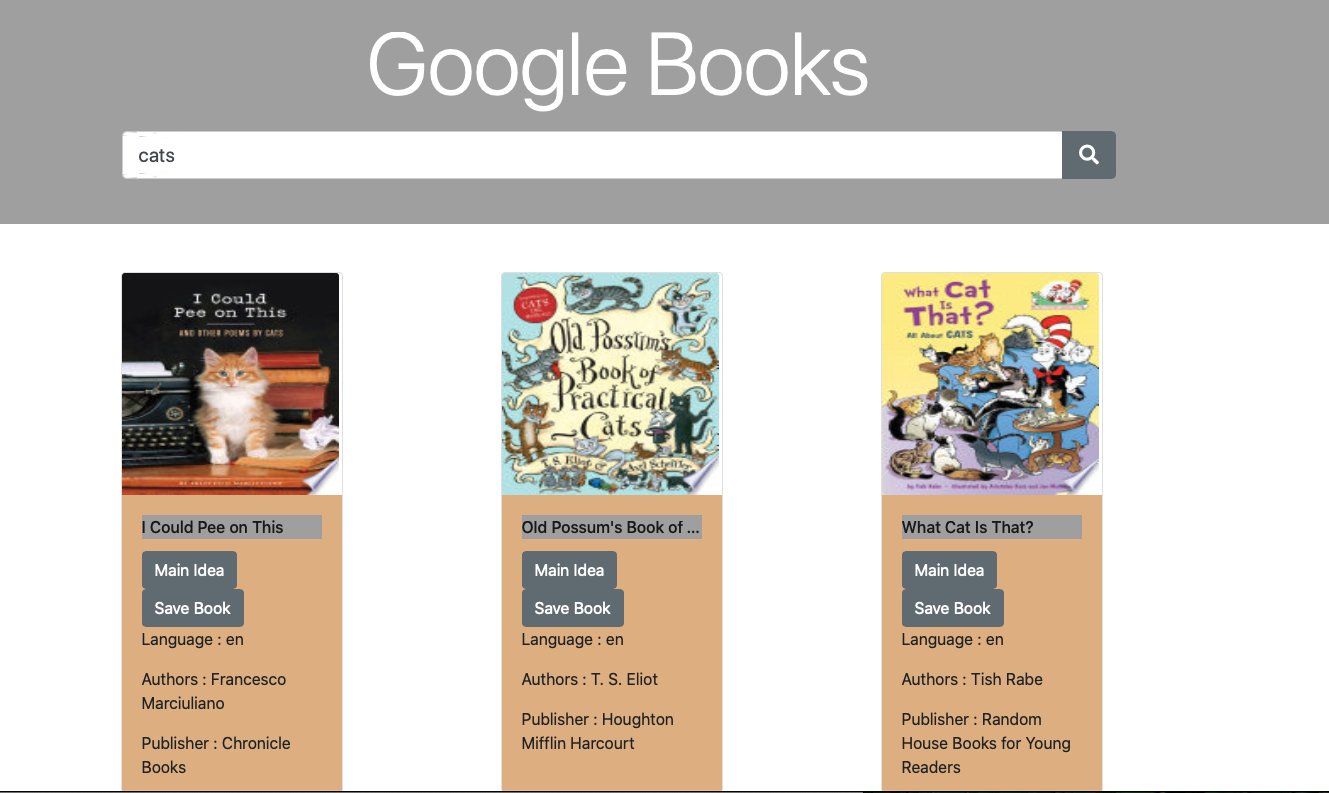 Google Books
cats
I Could
Pee on This
AND OTHER POEMS BY CATS
CATS
Old Possum's
Book of
Practical
Cats
T. S. Eliot & Axel Scheffler
What Cat
Is
That?
All About CATS
I Could Pee on This
Main Idea
Save Book
Language : en
Authors : Francesco
Marciuliano
Publisher : Chronicle
Books
Old Possum's Book of ...
Main Idea
Save Book
Language : en
Authors : T. S. Eliot
Publisher : Houghton
Mifflin Harcourt
What Cat Is That?
Main Idea
Save Book
Language : en
Authors : Tish Rabe
Publisher : Random
House Books for Young
Readers